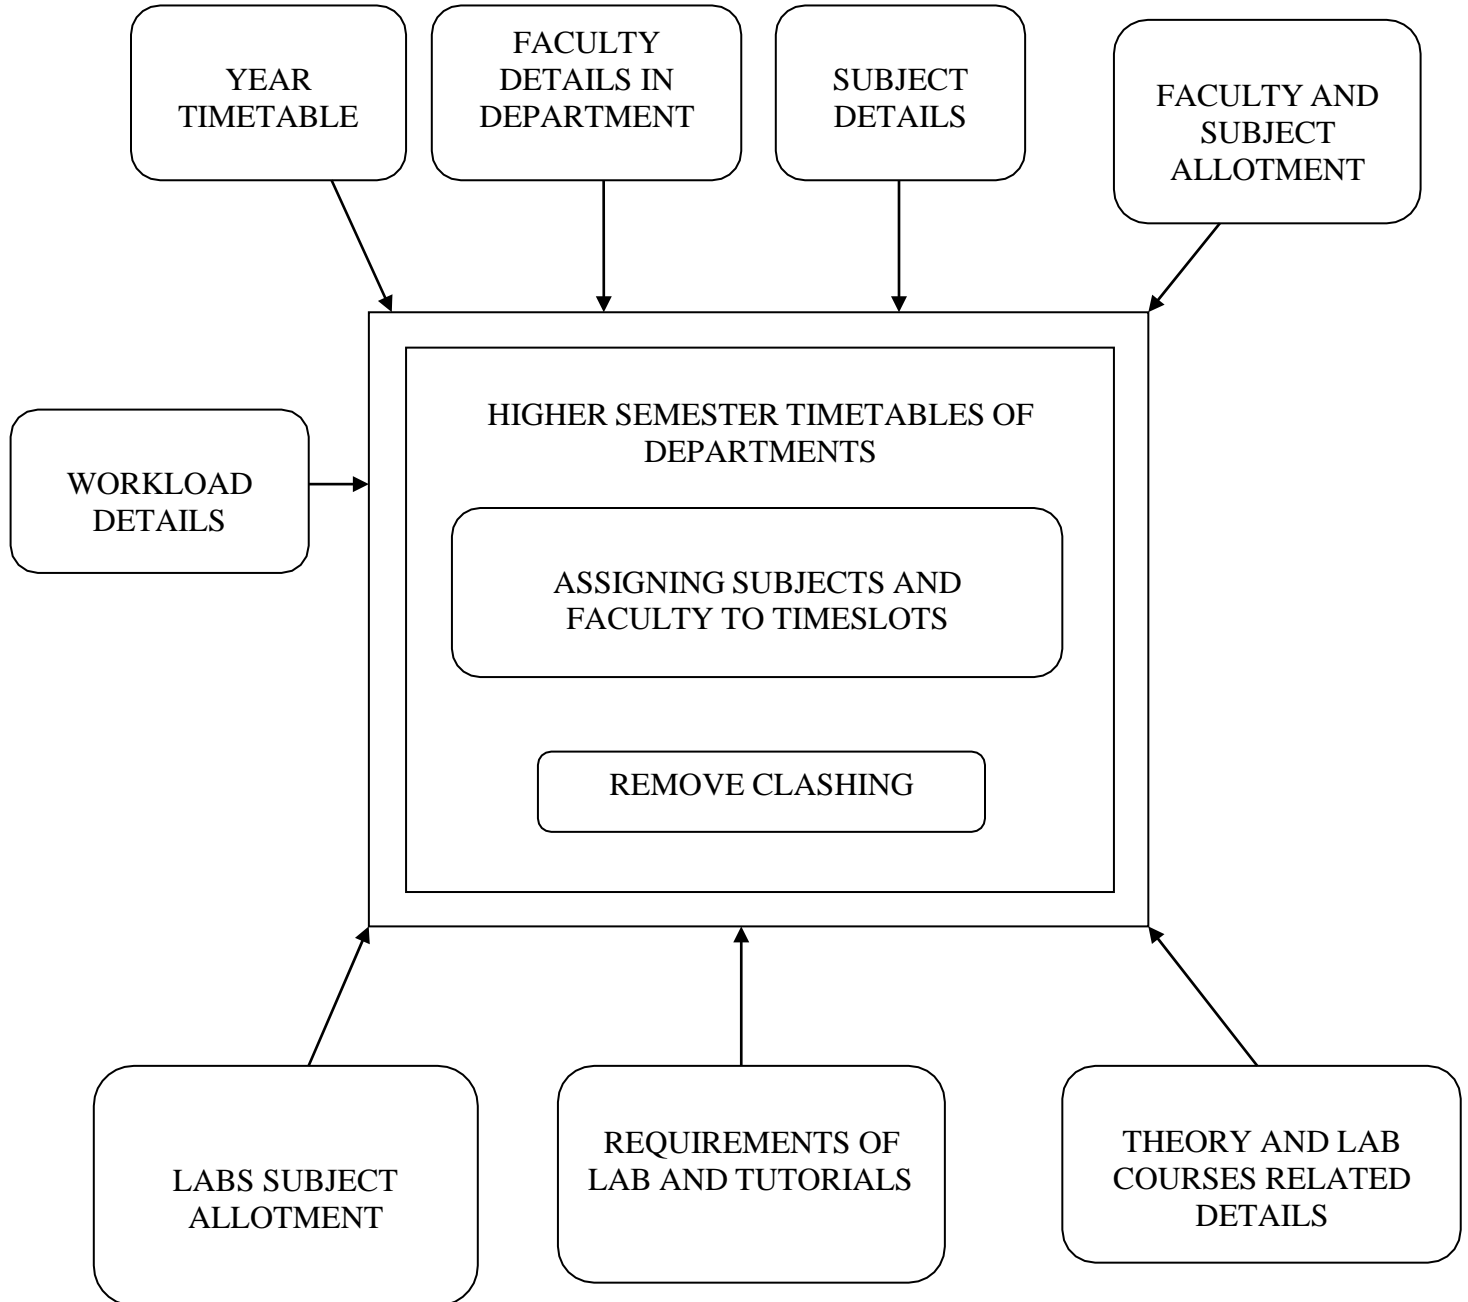 YEAR
TIMETABLE
FACULTY
DETAILS IN
DEPARTMENT
SUBJECT
DETAILS
FACULTY AND
SUBJECT
ALLOTMENT
HIGHER SEMESTER TIMETABLES OF
DEPARTMENTS
WORKLOAD
DETAILS
ASSIGNING SUBJECTS AND
FACULTY TO TIMESLOTS
REMOVE CLASHING
LABS SUBJECT
ALLOTMENT
REQUIREMENTS OF
LAB AND TUTORIALS
THEORY AND LAB
COURSES RELATED
DETAILS